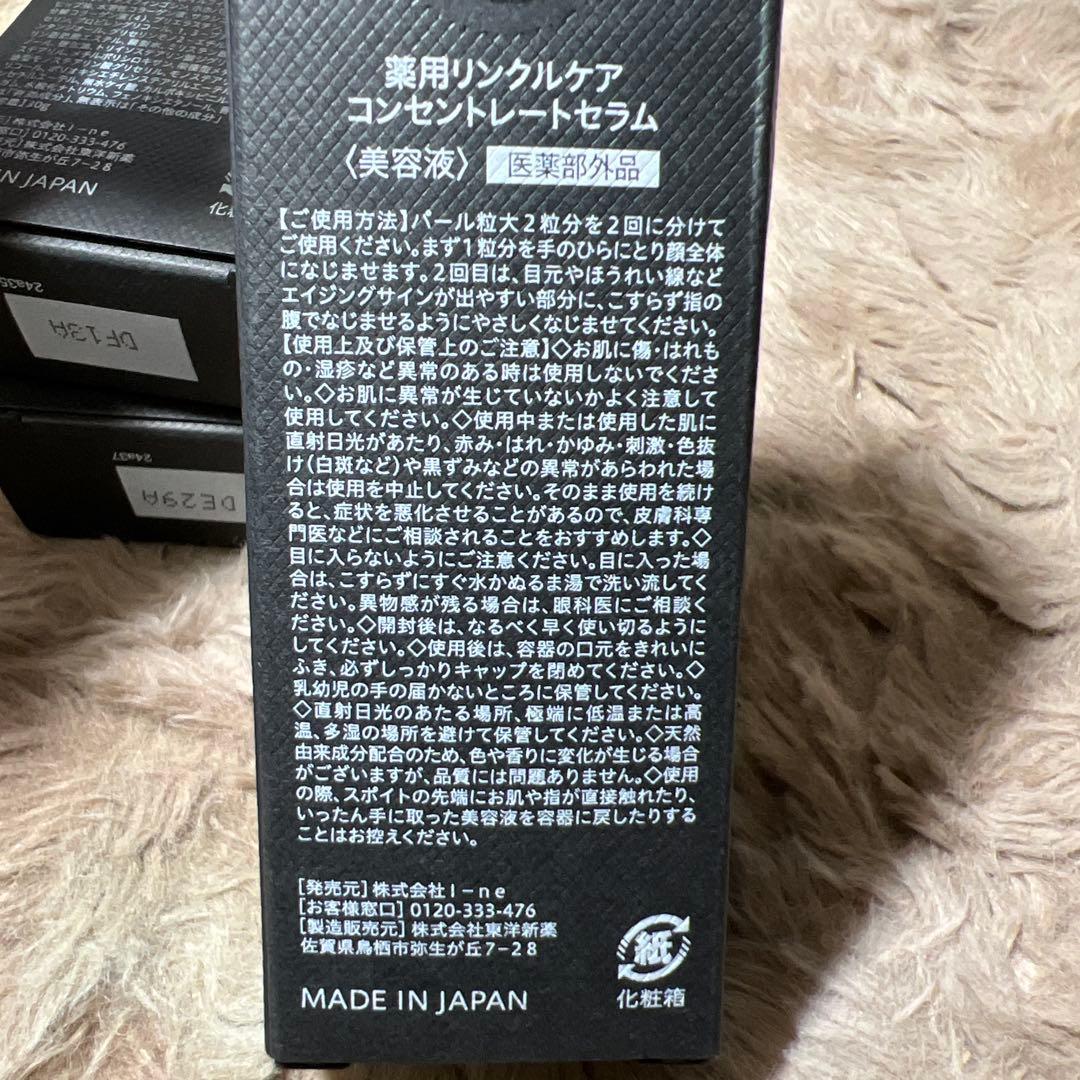 薬用リンクルケア
コンセントレートセラム
〈美容液〉 医薬部外品
【ご使用方法】パール粒大2粒分を2回に分けて
ご使用ください。まず1粒分を手のひらにとり顔全体
になじませます。2回目は、目元やほうれい線など
エイジングサインが出やすい部分に、こすらず指の
腹でなじませるようにやさしくなじませてください。
【使用上及び保管上のご注意】◇お肌に傷・はれも
の・湿疹など異常のある時は使用しないでくださ
い。◇お肌に異常が生じていないかよく注意して
使用してください。◇使用中または使用した肌に
直射日光があたり、赤み・はれ・かゆみ・刺激・色抜
け(白斑など)や黒ずみなどの異常があらわれた場
合は使用を中止してください。そのまま使用を続け
ると、症状を悪化させることがあるので、皮膚科専
門医などにご相談されることをおすすめします。◇
目に入らないようにご注意ください。目に入った場
合は、こすらずにすぐ水かぬるま湯で洗い流してく
ださい。異物感が残る場合は、眼科医にご相談く
ださい。◇開封後は、なるべく早く使い切るように
してください。◇使用後は、容器の口元をきれいに
ふき、必ずしっかりキャップを閉めてください。◇
乳幼児の手の届かないところに保管してください。
◇直射日光のあたる場所、極端に低温または高
温、多湿の場所を避けて保管してください。◇天然
由来成分配合のため、色や香りに変化が生じる場合
がございますが、品質には問題ありません。◇使用
の際、スポイトの先端にお肌や指が直接触れたり、
いったん手に取った美容液を容器に戻したりする
ことはお控えください。
[発売元]株式会社I-ne
[お客様窓口]0120-333-476
[製造販売元]株式会社東洋新薬
佐賀県鳥栖市弥生が丘7-28
MADE IN JAPAN
紙
化粧箱
株式会社I-ne
0120-333-476
弥生が丘7-28
IN JAPAN
DF13A
24a37
DE29A